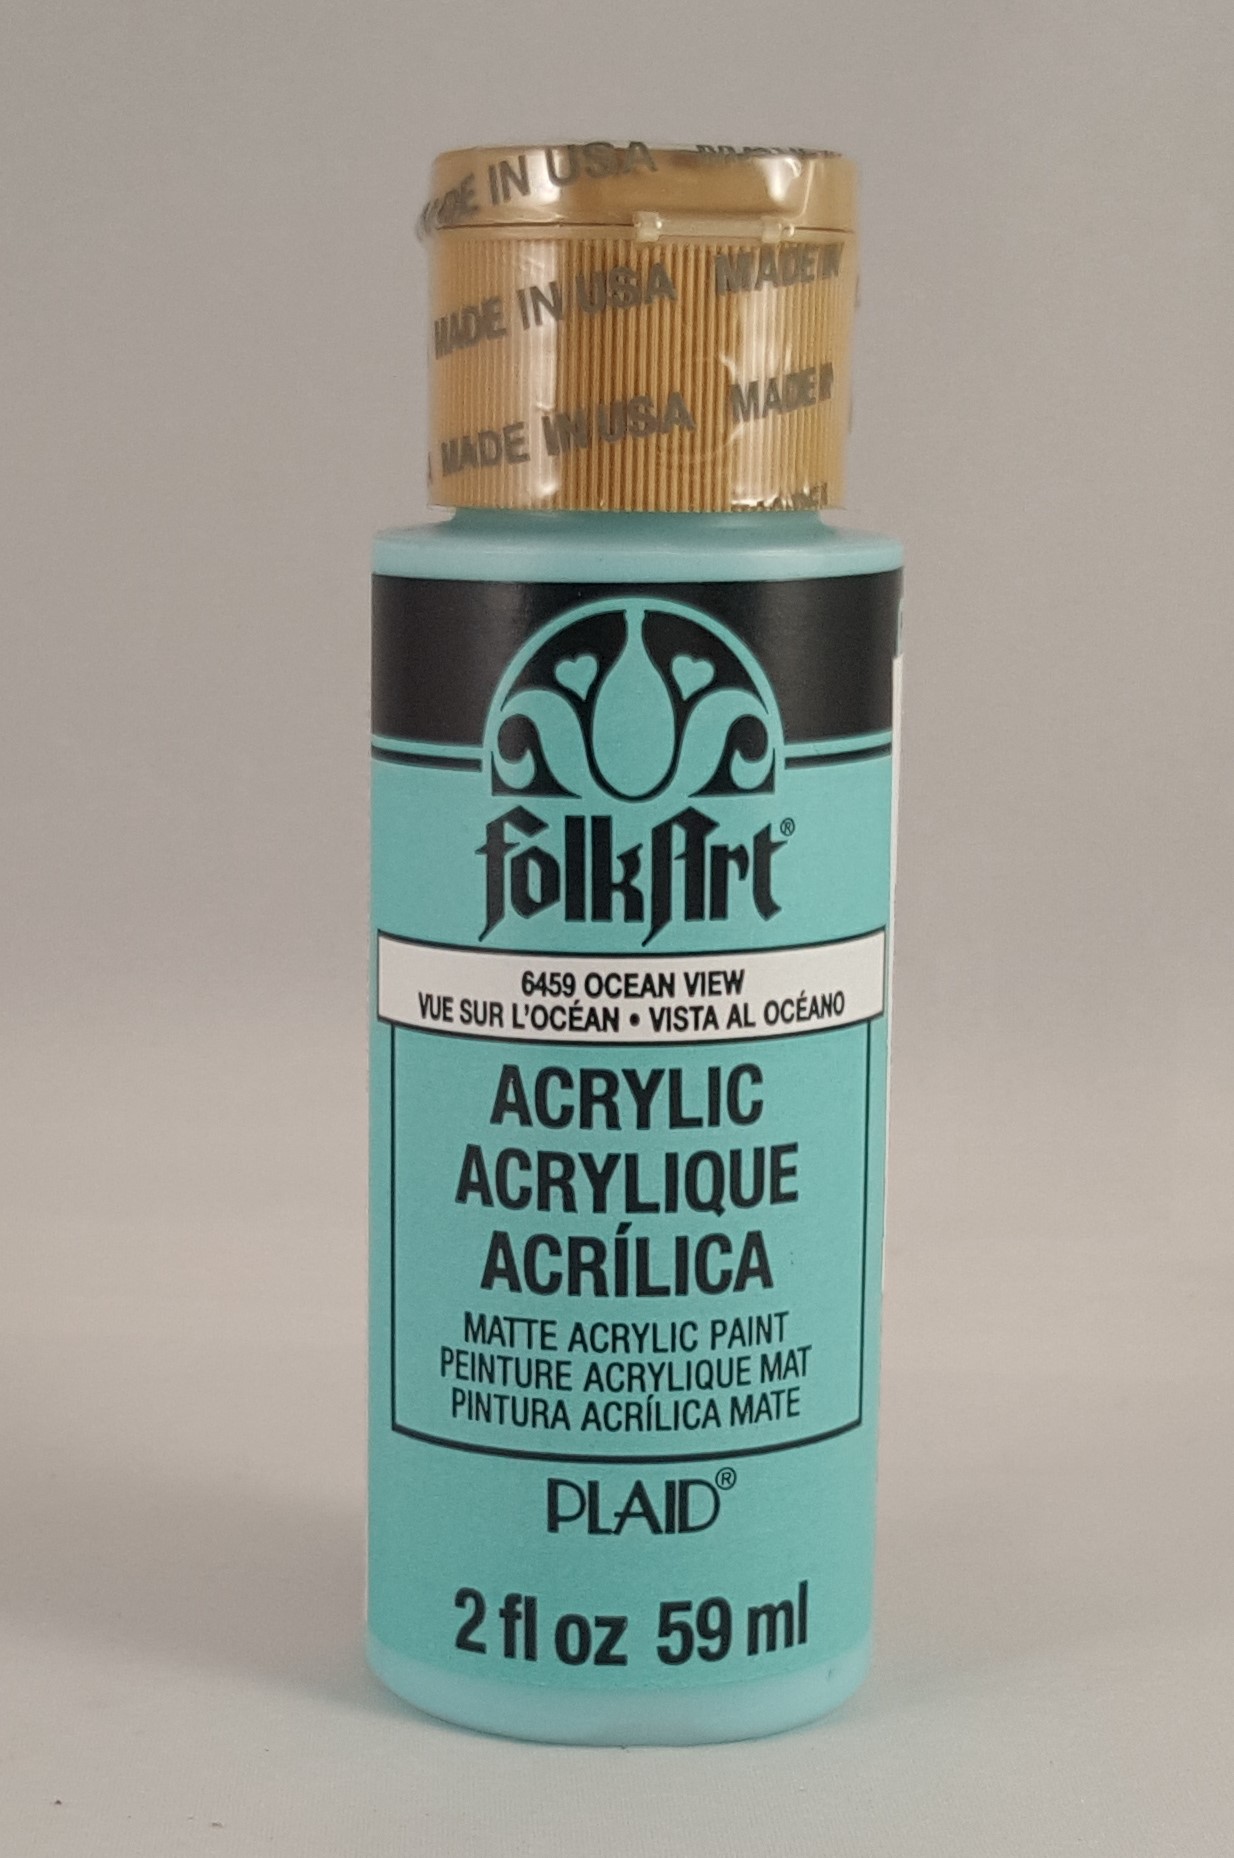 MADE IN USA
MADE IN USA MADE IN
MADE IN USA MADE IN
folkArt®
6459 OCEAN VIEW
VUE SUR L'OCÉAN • VISTA AL OCÉANO
ACRYLIC
ACRYLIQUE
ACRÍLICA
MATTE ACRYLIC PAINT
PEINTURE ACRYLIQUE MAT
PINTURA ACRÍLICA MATE
PLAID®
2 fl oz 59 ml